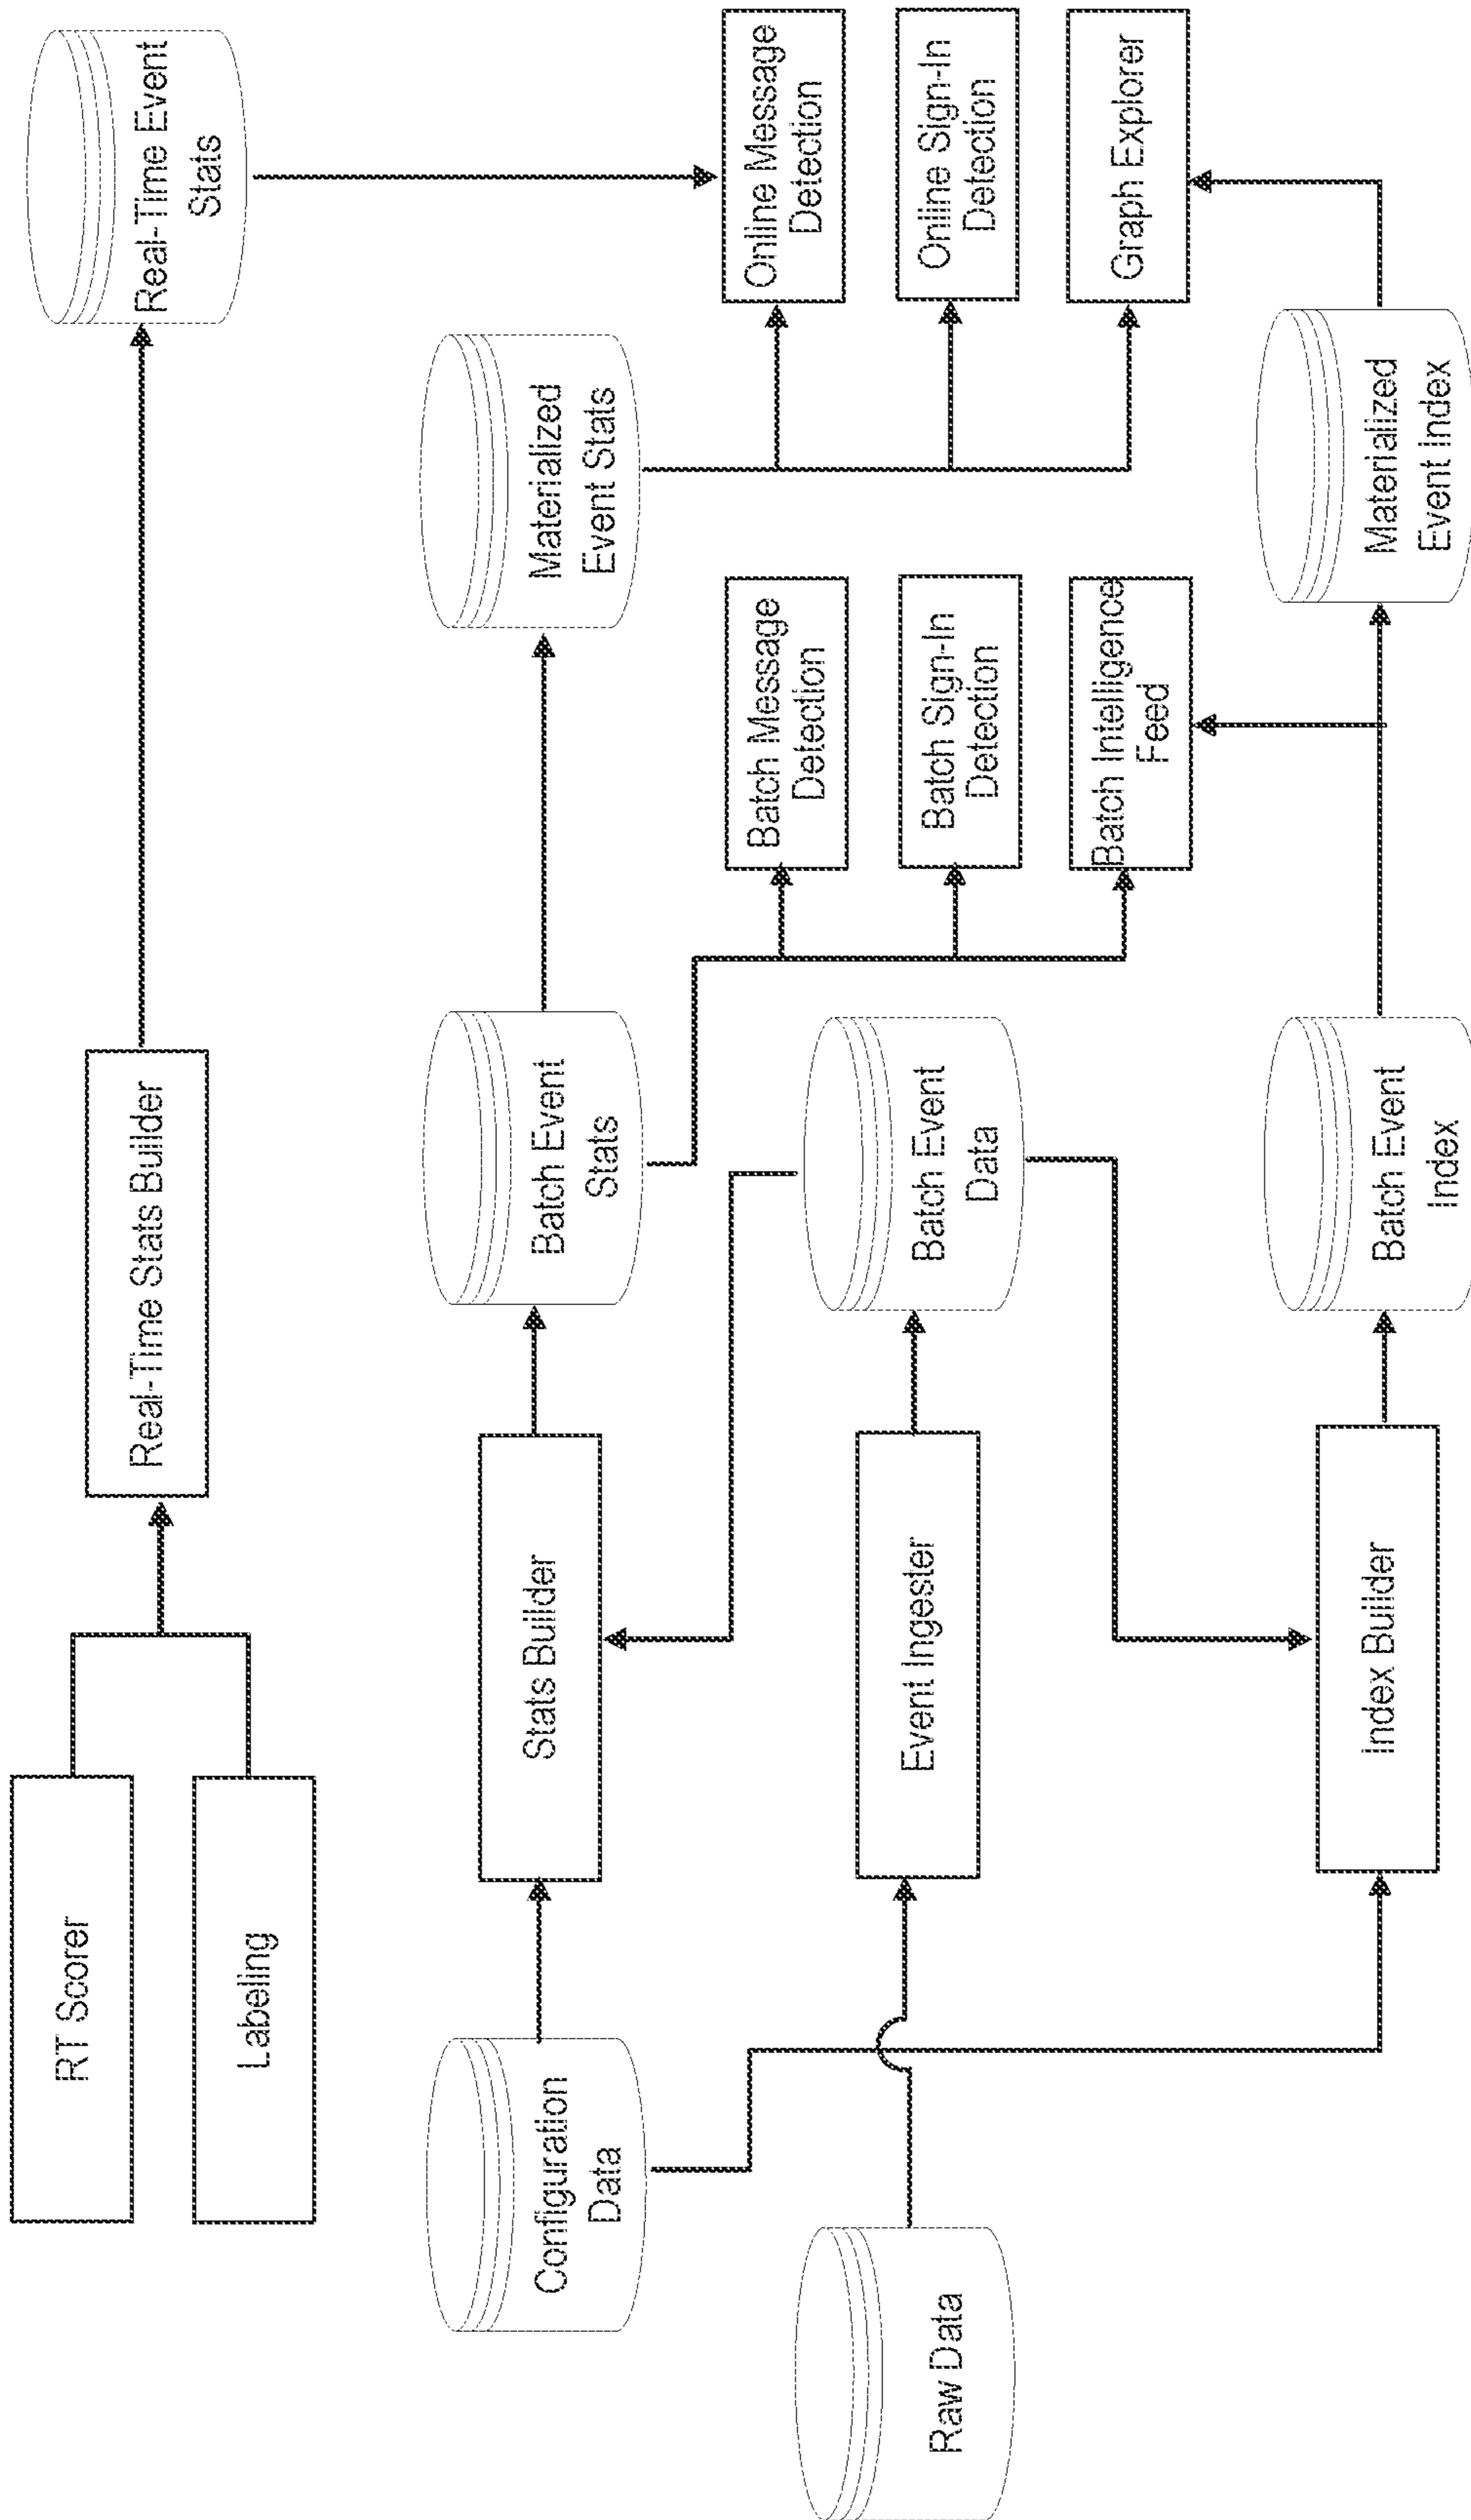 RT Scorer
Labeling
Real-Time Stats Builder
Real-Time Event
Stats
Configuration
Data
Stats Builder
Batch Event
Stats
Materialized
Event Stats
Raw Data
Event Ingester
Batch Event
Data
Batch Message
Detection
Batch Sign-In
Detection
Batch Intelligence
Feed
Online Message
Detection
Online Sign-In
Detection
Graph Explorer
Index Builder
Batch Event
Index
Materialized
Event Index